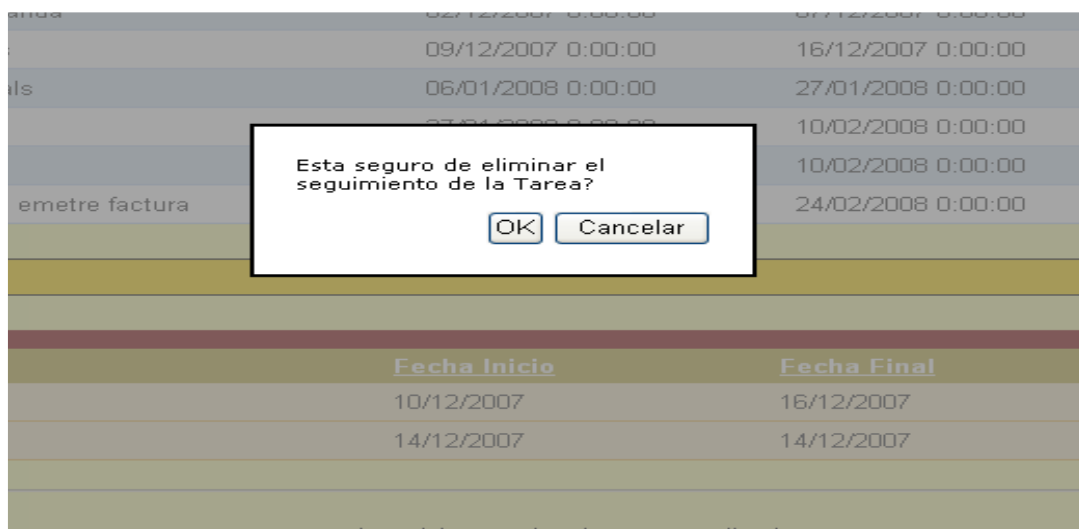 09/12/2007 0:00:00 16/12/2007 0:00:00
06/01/2008 0:00:00 27/01/2008 0:00:00
10/02/2008 0:00:00
Esta seguro de eliminar el
seguimiento de la Tarea?
10/02/2008 0:00:00
emetre factura 24/02/2008 0:00:00
OK Cancelar
Fecha Inicio Fecha Final
10/12/2007 16/12/2007
14/12/2007 14/12/2007